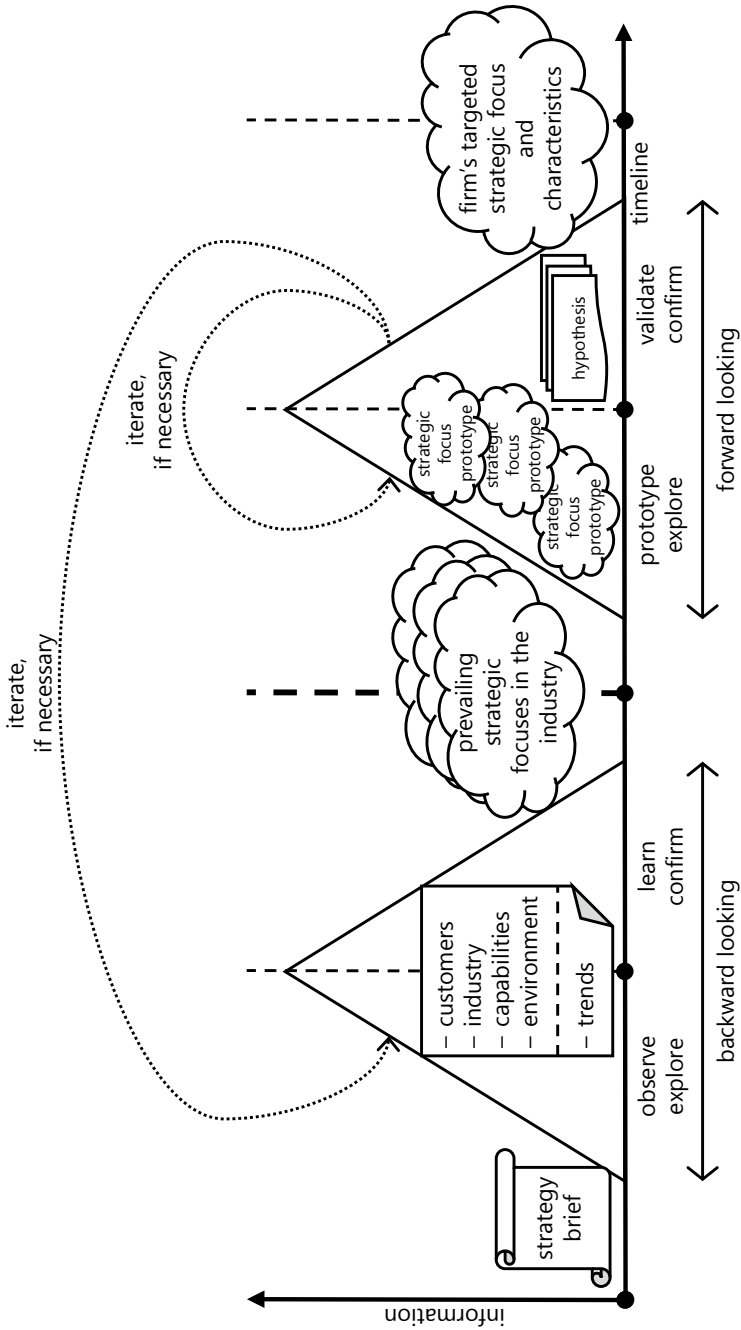 iterate,
if necessary
iterate,
if necessary
information
strategy
brief
– customers
– industry
– capabilities
– environment
– trends
prevailing
strategic
focuses in the
industry
strategic
focus
prototype
strategic
focus
prototype
strategic
focus
prototype
hypothesis
firm's targeted
strategic focus
and
characteristics
observe
explore
learn
confirm
prototype
explore
validate
confirm
timeline
backward looking
forward looking